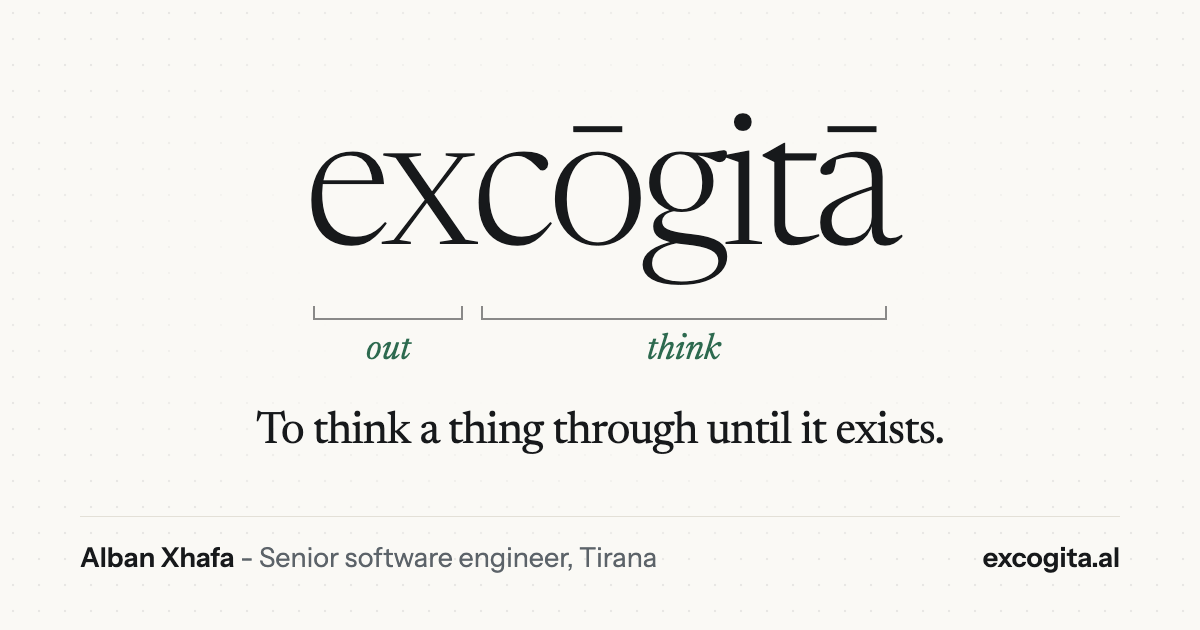 excōgitā
out think
To think a thing through until it exists.
Alban Xhafa – Senior software engineer, Tirana
excogita.al